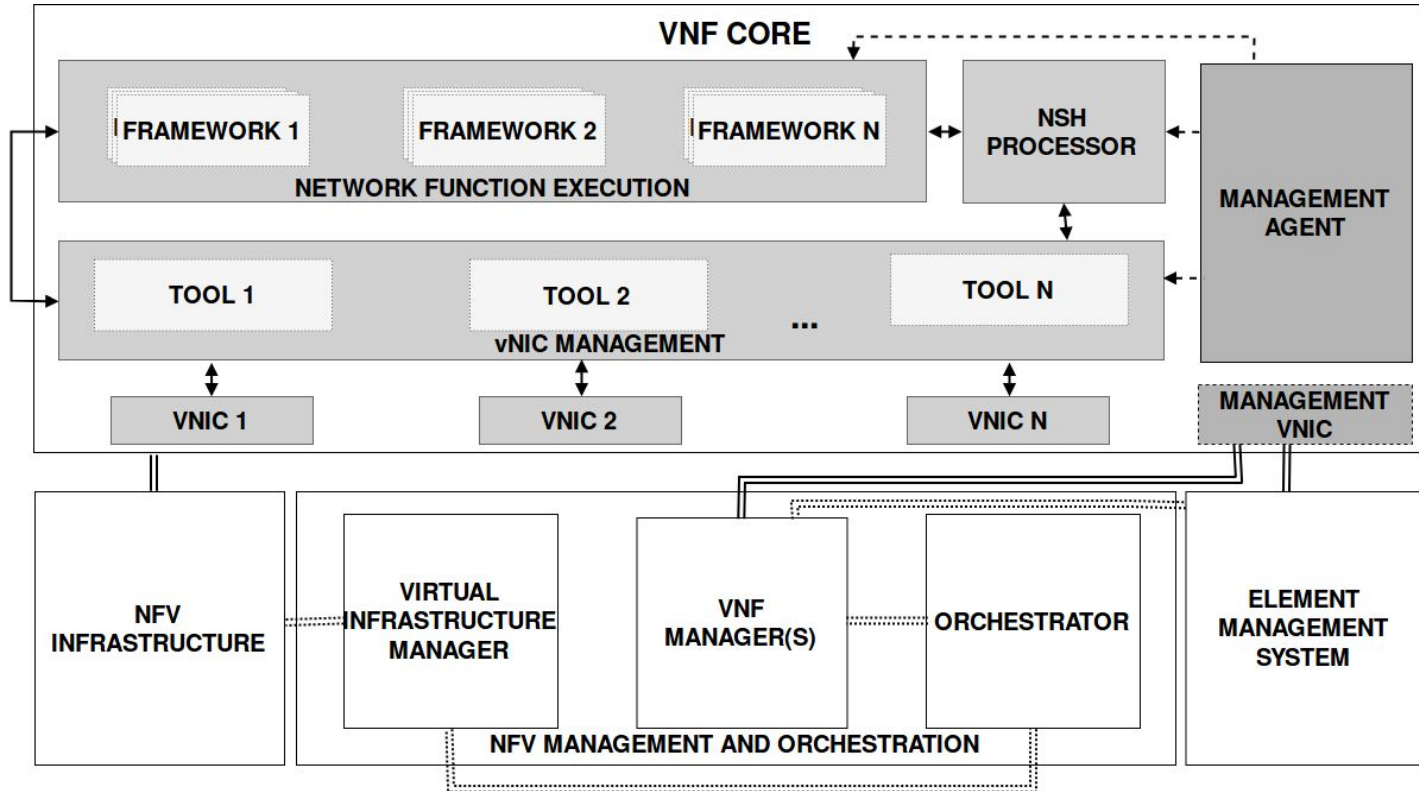 VNF CORE
FRAMEWORK 1
FRAMEWORK 2
FRAMEWORK N
NETWORK FUNCTION EXECUTION
NSH
PROCESSOR
MANAGEMENT
AGENT
TOOL 1
TOOL 2
...
TOOL N
vNIC MANAGEMENT
VNIC 1
VNIC 2
VNIC N
MANAGEMENT
VNIC
NFV
INFRASTRUCTURE
VIRTUAL
INFRASTRUCTURE
MANAGER
VNF
MANAGER(S)
ORCHESTRATOR
NFV MANAGEMENT AND ORCHESTRATION
ELEMENT
MANAGEMENT
SYSTEM